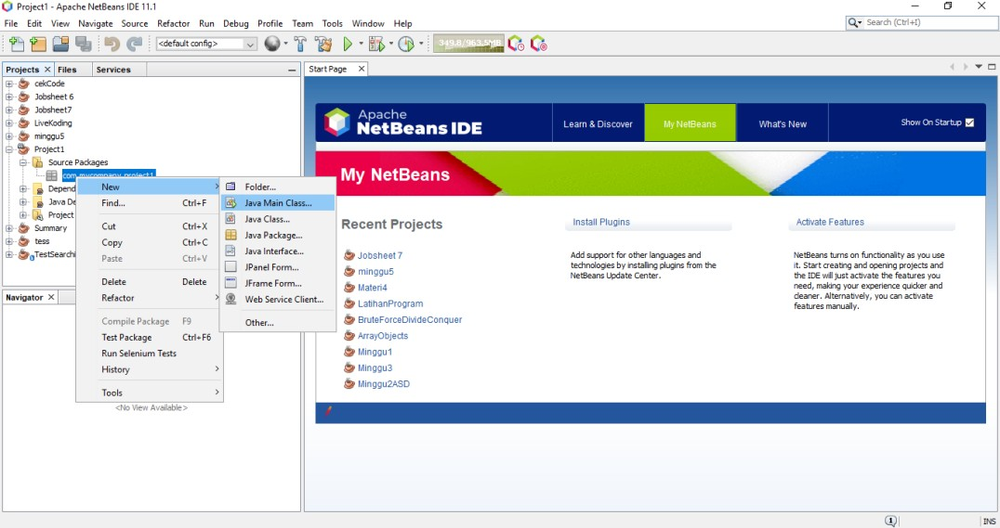 Project1 - Apache NetBeans IDE 11.1
File Edit View Navigate Source Refactor Run Debug Profile Team Tools Window Help
Search (Ctrl+I)
<default config>
349.8/963.5MB
Projects Files Services
cekCode
Jobsheet 6
Jobsheet7
LiveKoding
minggu5
Project1
Source Packages
com.mycompany.project1
Depend
Java De
Project
Summary
tess
TestSearchi
Navigator
<No View Available>
New
Find... Ctrl+F
Cut Ctrl+X
Copy Ctrl+C
Paste Ctrl+V
Delete Delete
Refactor
Compile Package F9
Test Package Ctrl+F6
Run Selenium Tests
History
Tools
Folder...
Java Main Class...
Java Class...
Java Package...
Java Interface...
JPanel Form...
JFrame Form...
Web Service Client...
Other...
Start Page
Apache
NetBeans IDE
Learn & Discover
My NetBeans
What's New
Show On Startup
My NetBeans
Recent Projects
Jobsheet 7
minggu5
Materi4
LatihanProgram
BruteForceDivideConquer
ArrayObjects
Minggu1
Minggu3
Minggu2ASD
Install Plugins
Add support for other languages and
technologies by installing plugins from the
NetBeans Update Center.
Activate Features
NetBeans turns on functionality as you use
it. Start creating and opening projects and
the IDE will just activate the features you
need, making your experience quicker and
cleaner. Alternatively, you can activate
features manually.
1
INS